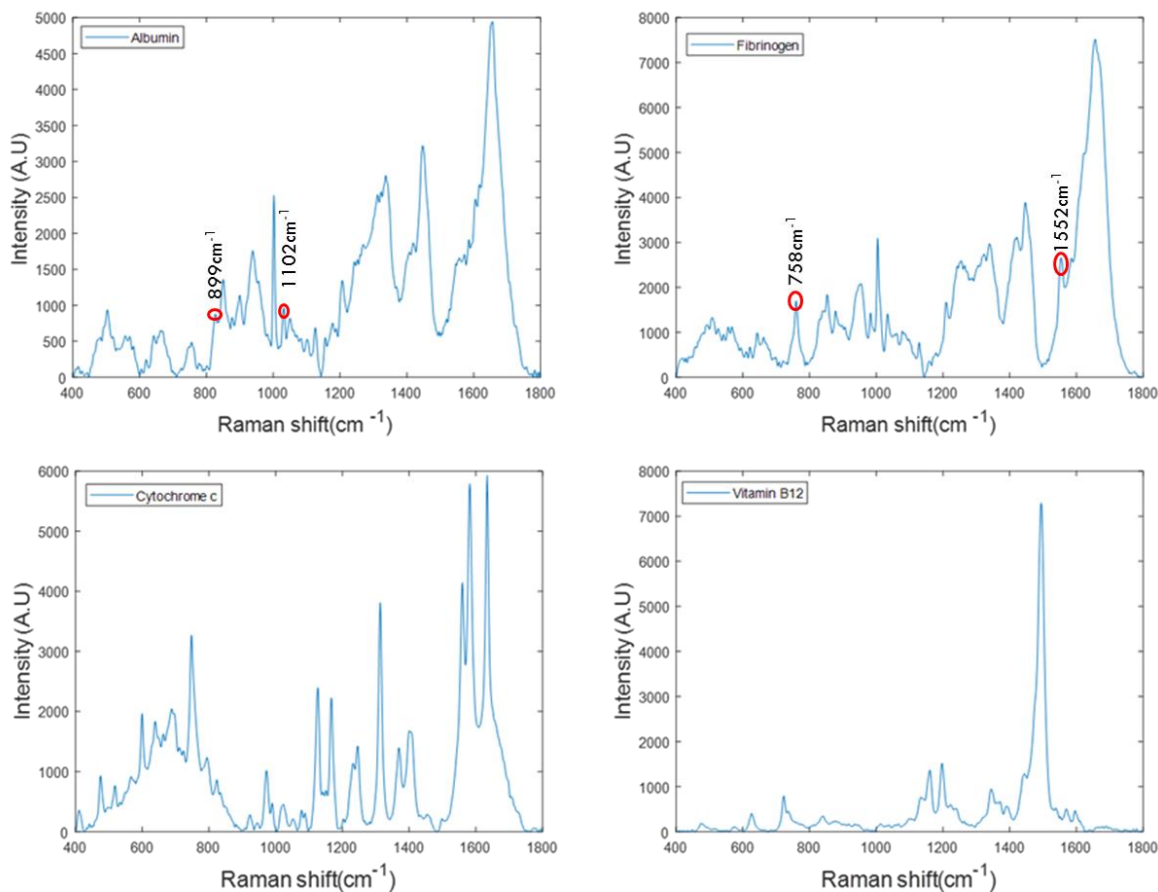 Albumin
5000
4500
4000
3500
3000
2500
2000
1500
1000
500
0
899cm⁻¹
1102cm⁻¹
Intensity (A.U)
400 600 800 1000 1200 1400 1600 1800
Raman shift(cm ⁻¹)
Fibrinogen
8000
7000
6000
5000
4000
3000
2000
1000
0
758cm⁻¹
1552cm⁻¹
Intensity (A.U)
400 600 800 1000 1200 1400 1600 1800
Raman shift(cm ⁻¹)
Cytochrome c
6000
5000
4000
3000
2000
1000
0
Intensity (A.U)
400 600 800 1000 1200 1400 1600 1800
Raman shift(cm⁻¹)
Vitamin B12
8000
7000
6000
5000
4000
3000
2000
1000
0
Intensity (A.U)
400 600 800 1000 1200 1400 1600 1800
Raman shift(cm⁻¹)